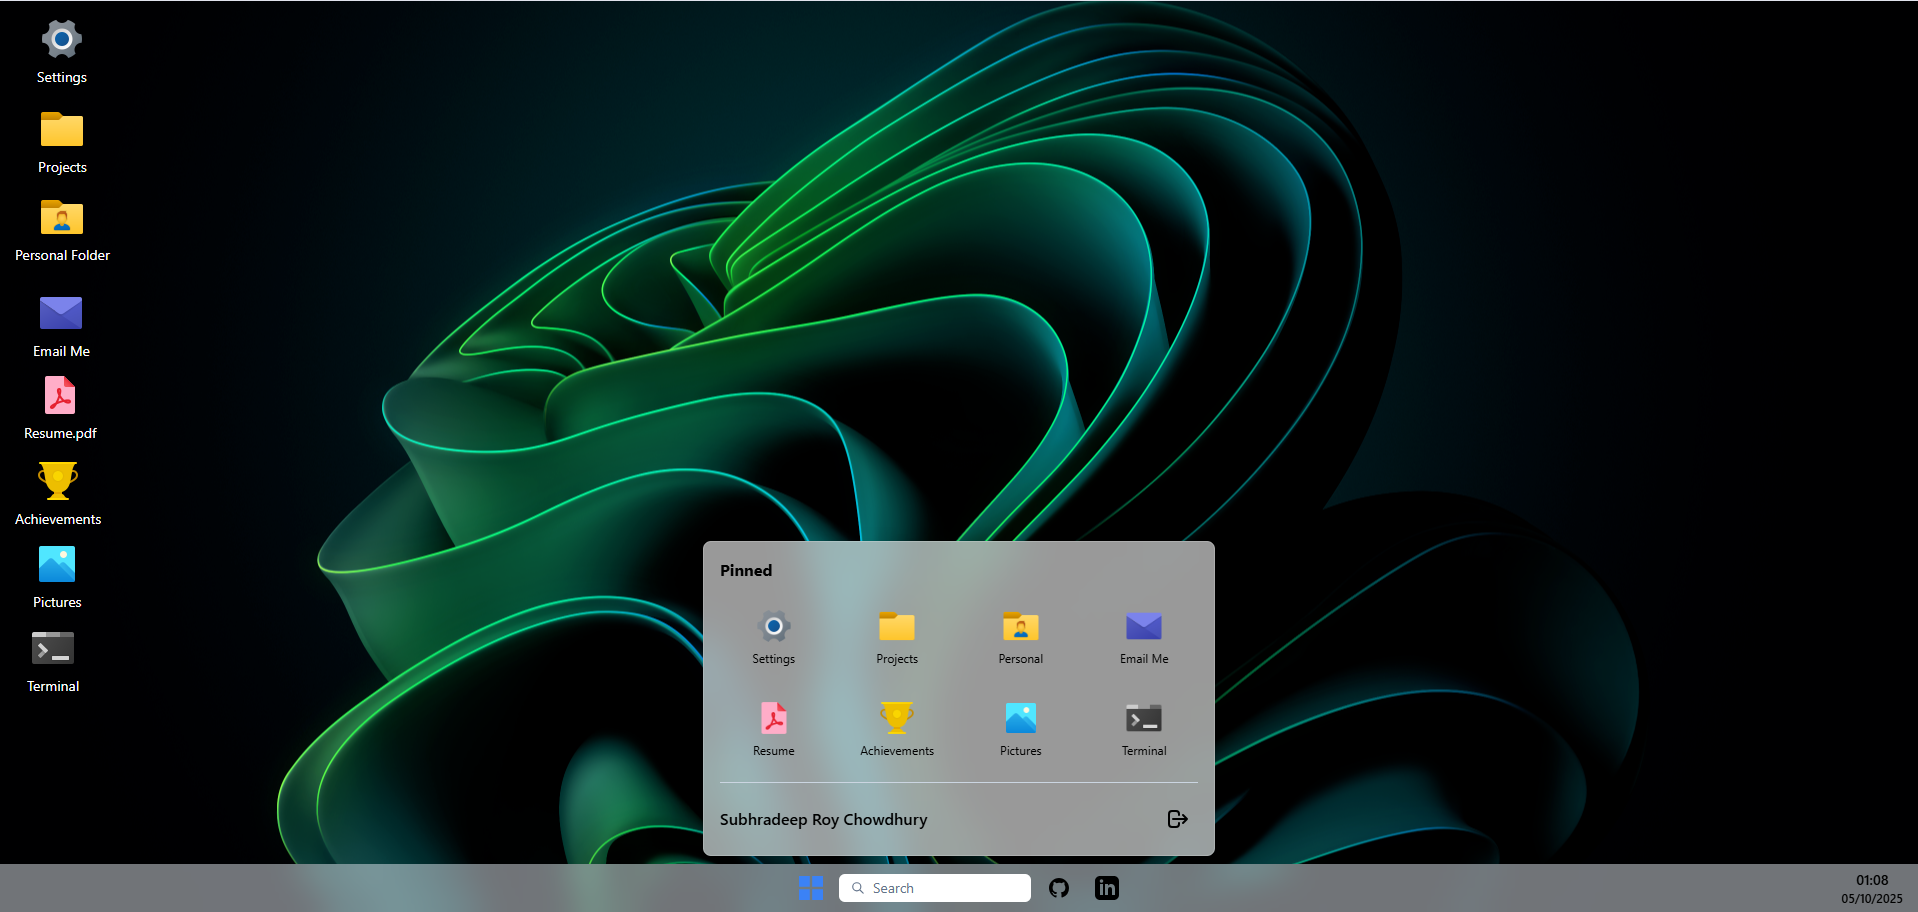 Settings
Projects
Personal Folder
Email Me
Resume.pdf
Achievements
Pictures
Terminal
Pinned
Settings
Projects
Personal
Email Me
Resume
Achievements
Pictures
Terminal
Subhradeep Roy Chowdhury
Search
in
01:08
05/10/2025